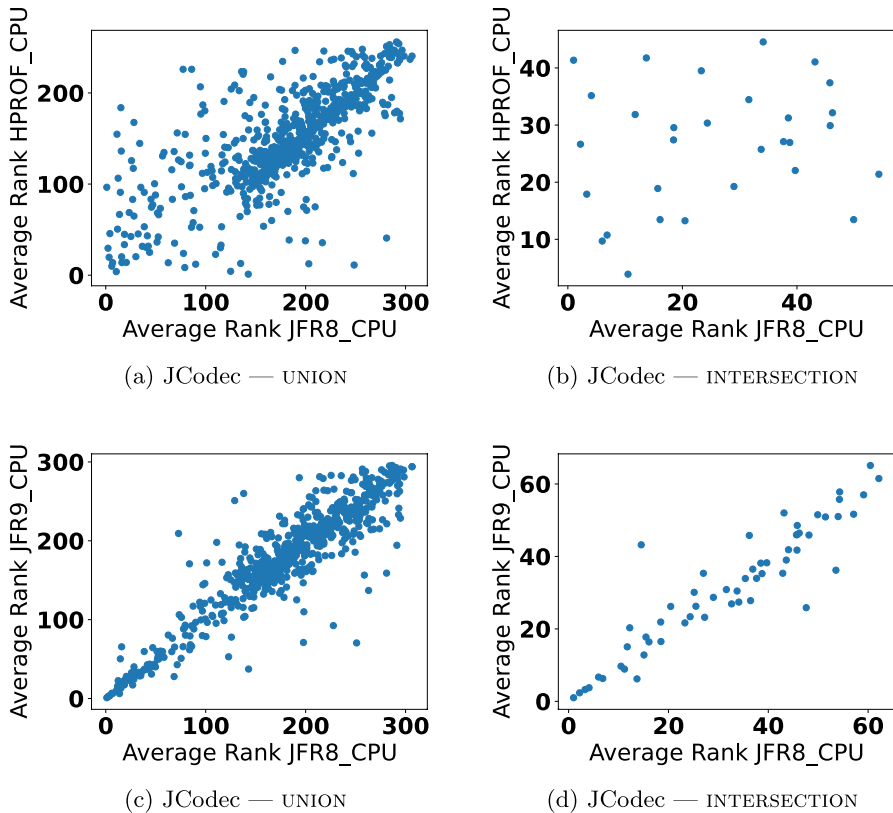 Average Rank HPROF_CPU
200
100
0
0 100 200 300
Average Rank JFR8_CPU
(a) JCodec — UNION
Average Rank HPROF_CPU
40
30
20
10
0 20 40
Average Rank JFR8_CPU
(b) JCodec — INTERSECTION
Average Rank JFR9_CPU
300
200
100
0
0 100 200 300
Average Rank JFR8_CPU
(c) JCodec — UNION
Average Rank JFR9_CPU
60
40
20
0
0 20 40 60
Average Rank JFR8_CPU
(d) JCodec — INTERSECTION